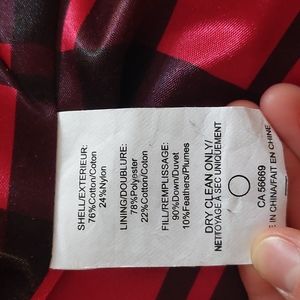 SHELL/EXTERIEUR:
76%Cotton/Coton
24%Nylon
LINING/DOUBLURE:
78%Polyester
22%Cotton/Coton
FILL/REMPLISSAGE:
90%Down/Duvet
10%Feathers/Plumes
DRY CLEAN ONLY/
NETTOYAGE À SEC UNIQUEMENT
CA 56669
IN CHINA/FAIT EN CHINE